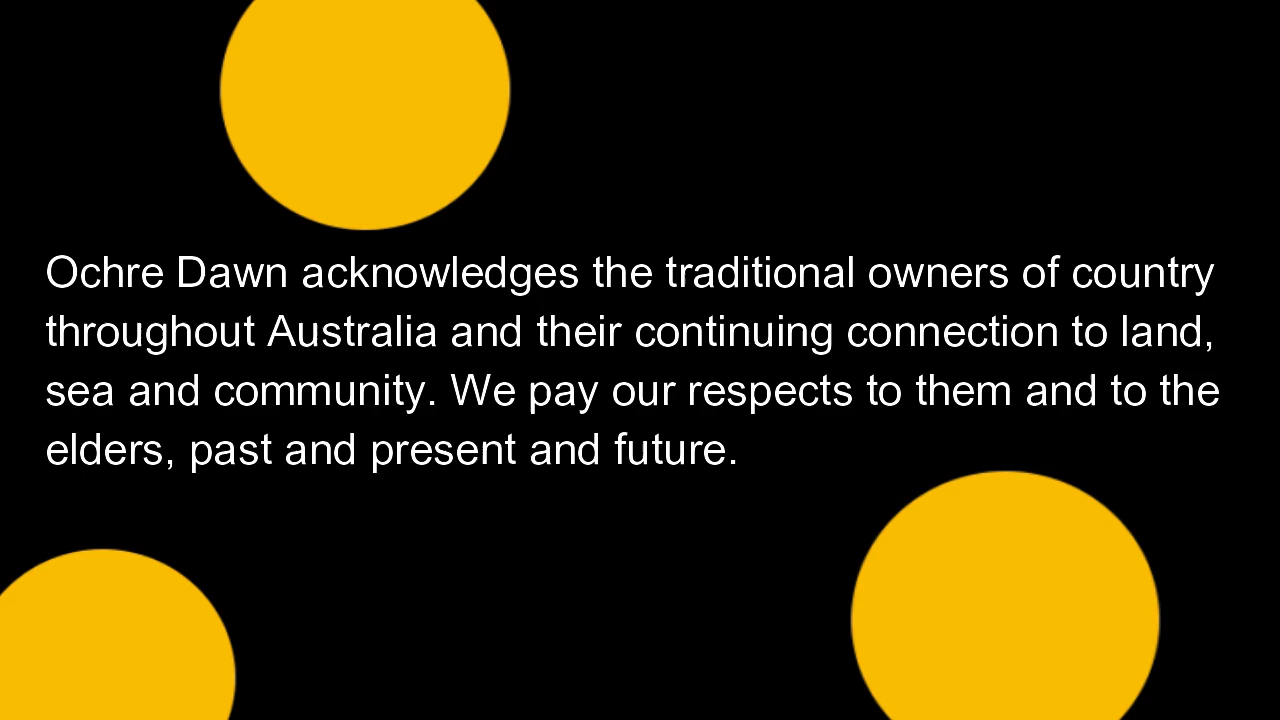 Ochre Dawn acknowledges the traditional owners of country
throughout Australia and their continuing connection to land,
sea and community. We pay our respects to them and to the
elders, past and present and future.